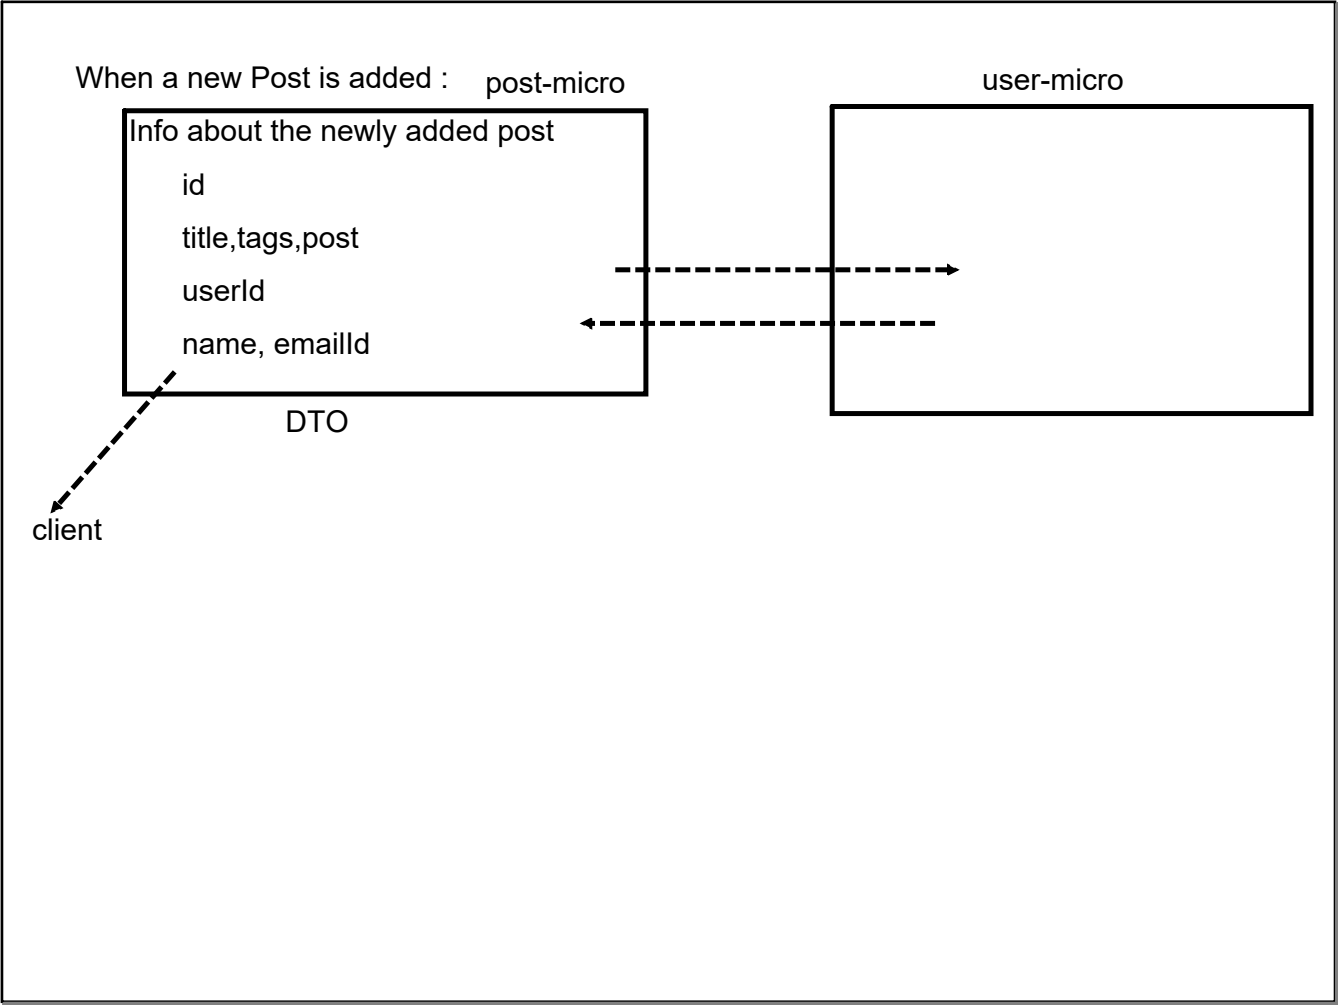 When a new Post is added :
post-micro
user-micro
Info about the newly added post
id
title,tags,post
userId
name, emailId
DTO
client